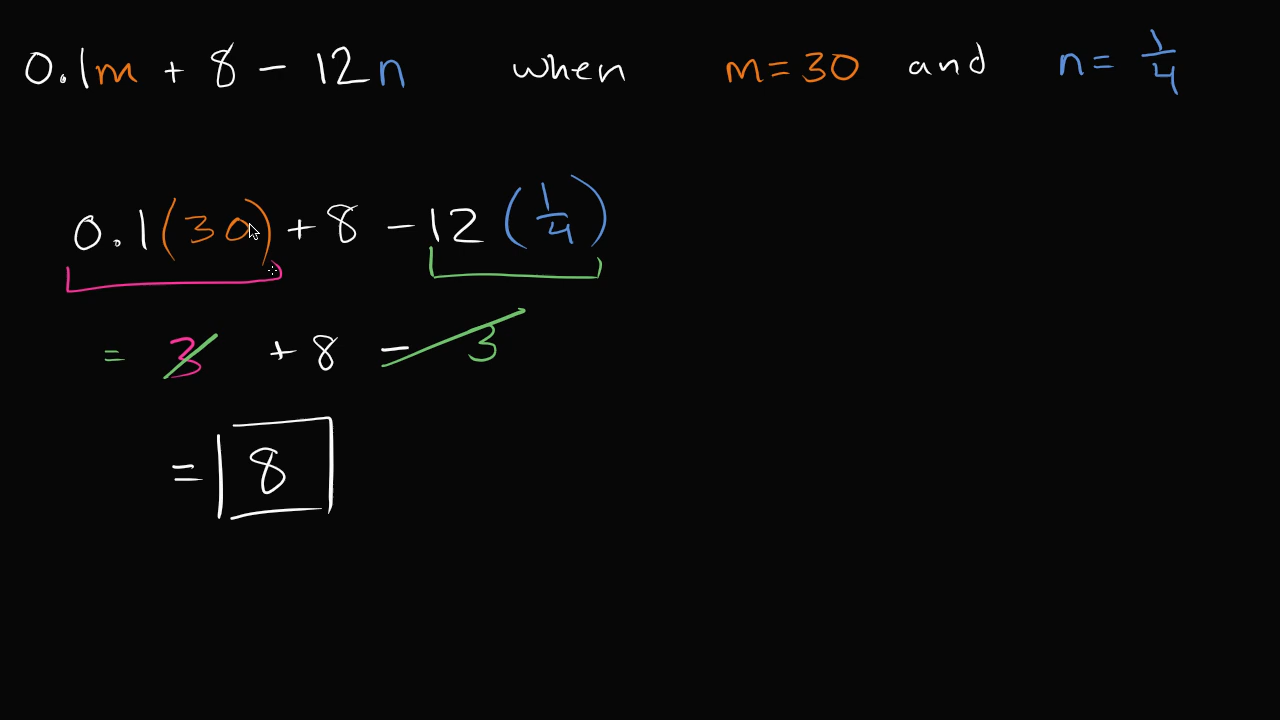 0.1m + 8 - 12n when m = 30 and n = 1/4
0.1(30) + 8 - 12(1/4)
= 3 + 8 - 3
= 8